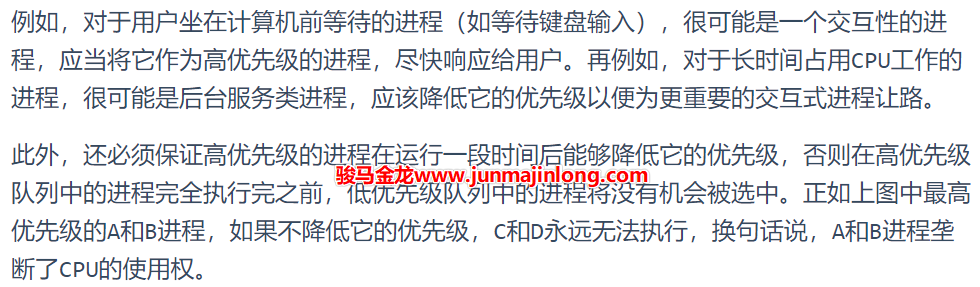 例如，对于用户坐在计算机前等待的进程（如等待键盘输入），很可能是一个交互性的进
程，应当将它作为高优先级的进程，尽快响应给用户。再例如，对于长时间占用CPU工作的
进程，很可能是后台服务类进程，应该降低它的优先级以便为更重要的交互式进程让路。
此外，还必须保证高优先级的进程在运行一段时间后能够降低它的优先级，否则在高优先级
骏马金龙 www.junmajinlong.com
队列中的进程完全执行完之前，低优先级队列中的进程将没有机会被选中。正如上图中最高
优先级的A和B进程，如果不降低它的优先级，C和D永远无法执行，换句话说，A和B进程垄
断了CPU的使用权。